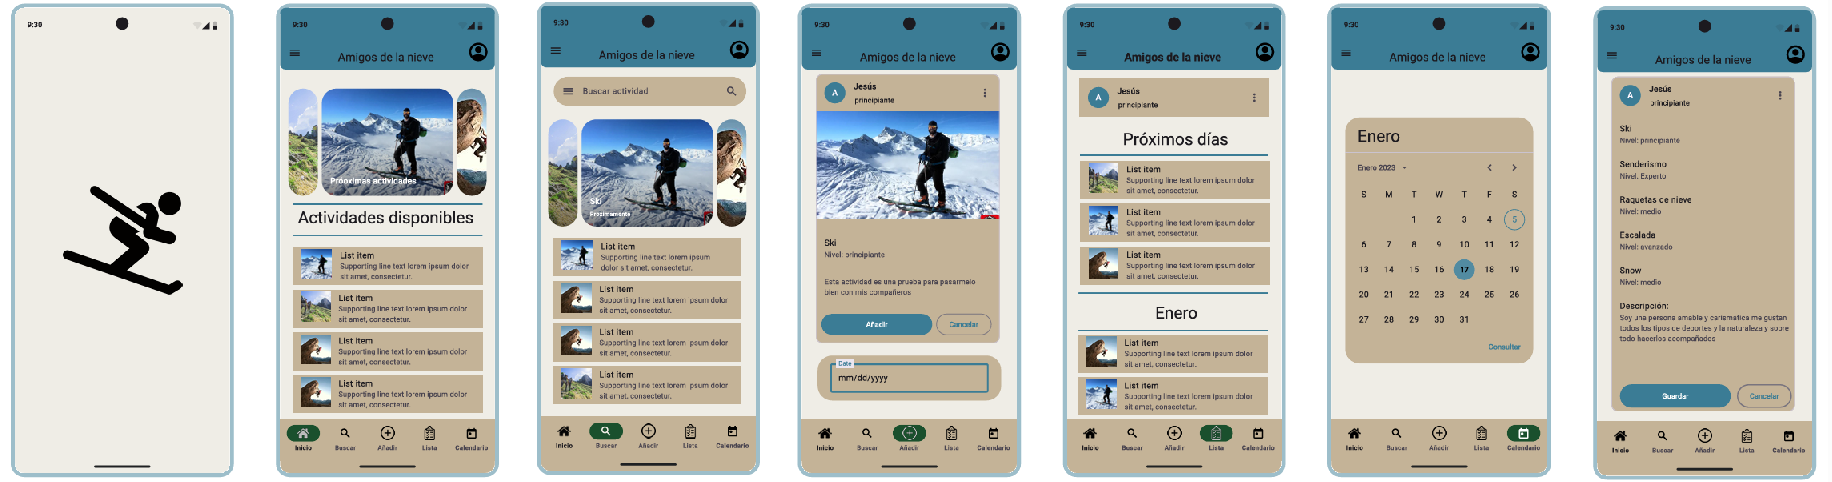 9:30
9:30
Amigos de la nieve
Próximas actividades
Actividades disponibles
List item
Supporting line text lorem ipsum dolor
sit amet, consectetur.
List item
Supporting line text lorem ipsum dolor
sit amet, consectetur.
List item
Supporting line text lorem ipsum dolor
sit amet, consectetur.
List item
Supporting line text lorem ipsum dolor
sit amet, consectetur.
Inicio Buscar Añadir Lista Calendario
9:30
Amigos de la nieve
Buscar actividad
Ski
Próximamente
List item
Supporting line text lorem ipsum
dolor sit amet, consectetur.
List item
Supporting line text lorem ipsum dolor
sit amet, consectetur.
List item
Supporting line text lorem ipsum dolor
sit amet, consectetur.
List item
Supporting line text lorem ipsum dolor
sit amet, consectetur.
Inicio Buscar Añadir Lista Calendario
9:30
Amigos de la nieve
A
Jesús
principiante
Ski
Nivel: principiante
Este actividad es una prueba para pasarmelo
bien con mis compañeros
Añadir Cancelar
Date
mm/dd/yyyy
Inicio Buscar Añadir Lista Calendario
9:30
Amigos de la nieve
A
Jesús
principiante
Próximos días
List item
Supporting line text lorem ipsum dolor
sit amet, consectetur.
List item
Supporting line text lorem ipsum dolor
sit amet, consectetur.
List item
Supporting line text lorem ipsum dolor
sit amet, consectetur.
Enero
List item
Supporting line text lorem ipsum dolor
sit amet, consectetur.
List item
Supporting line text lorem ipsum dolor
sit amet, consectetur.
Inicio Buscar Añadir Lista Calendario
9:30
Amigos de la nieve
Enero
Enero 2023
S M T W T F S
1 2 3 4 5
6 7 8 9 10 11 12
13 14 15 16 17 18 19
20 21 22 23 24 25 26
27 28 29 30 31
Consultar
Inicio Buscar Añadir Lista Calendario
9:30
Amigos de la nieve
A
Jesús
principiante
Ski
Nivel: principiante
Senderismo
Nivel: Experto
Raquetas de nieve
Nivel: medio
Escalada
Nivel: avanzado
Snow
Nivel: medio
Descripción:
Soy una persona amable y carismatica me gustan
todos los tipos de deportes y la naturaleza y sobre
todo hacerlos acompañados
Guardar Cancelar
Inicio Buscar Añadir Lista Calendario